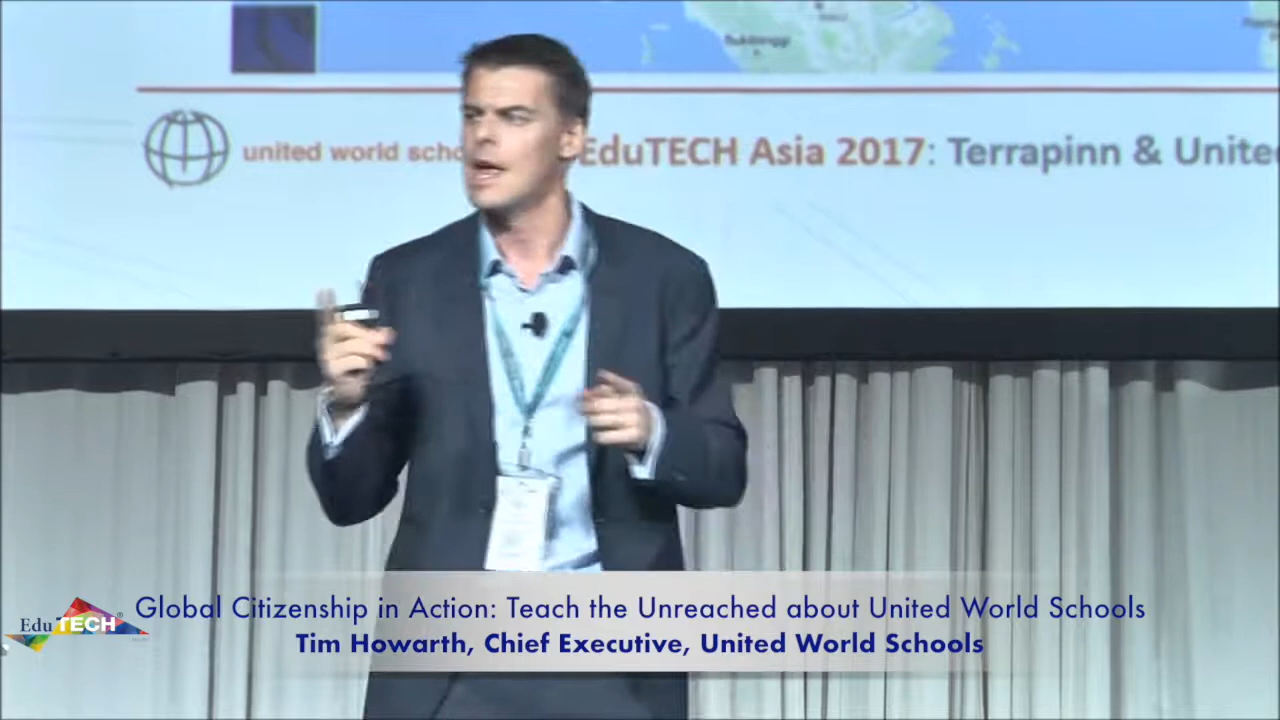 united world scho
EduTECH Asia 2017: Terrapinn & Unite
Global Citizenship in Action: Teach the Unreached about United World Schools
EduTECH
Tim Howarth, Chief Executive, United World Schools